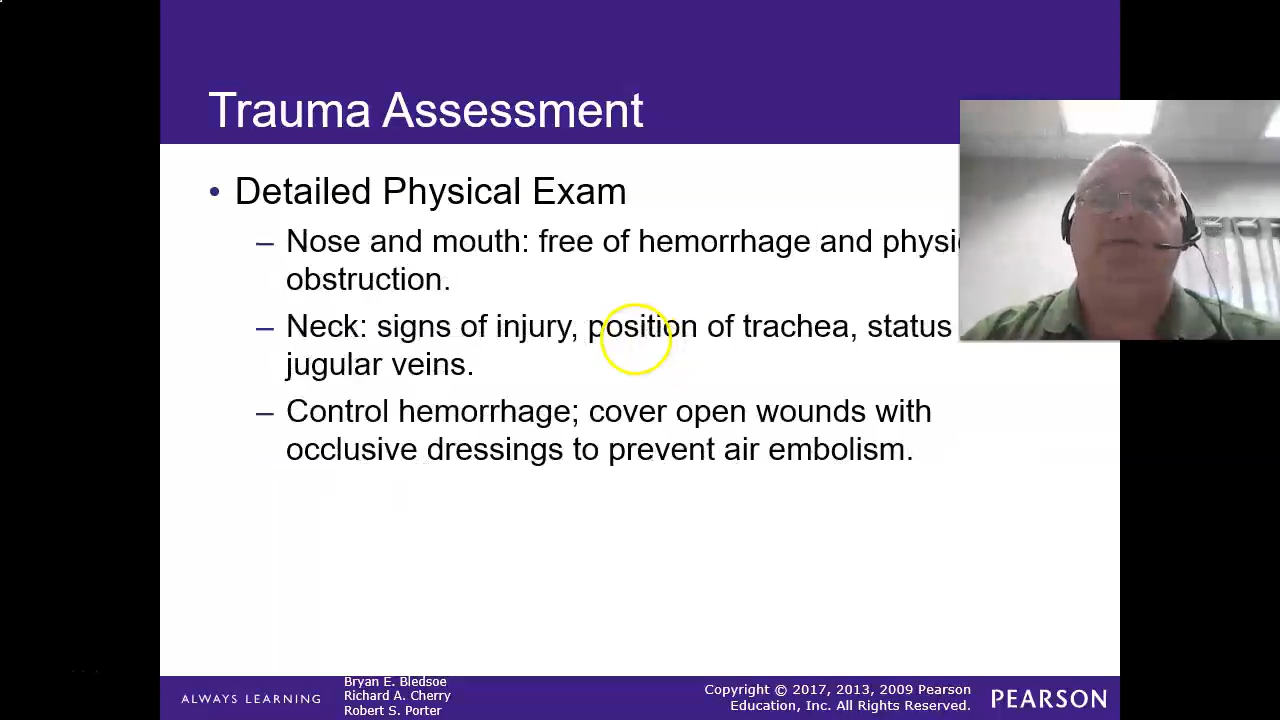 Trauma Assessment
• Detailed Physical Exam
– Nose and mouth: free of hemorrhage and
obstruction.
– Neck: signs of injury, position of trachea, status
jugular veins.
– Control hemorrhage; cover open wounds with
occlusive dressings to prevent air embolism.
ALWAYS LEARNING
Bryan E. Bledsoe
Richard A. Cherry
Robert S. Porter
Copyright © 2017, 2013, 2009 Pearson
Education, Inc. All Rights Reserved.
PEARSON